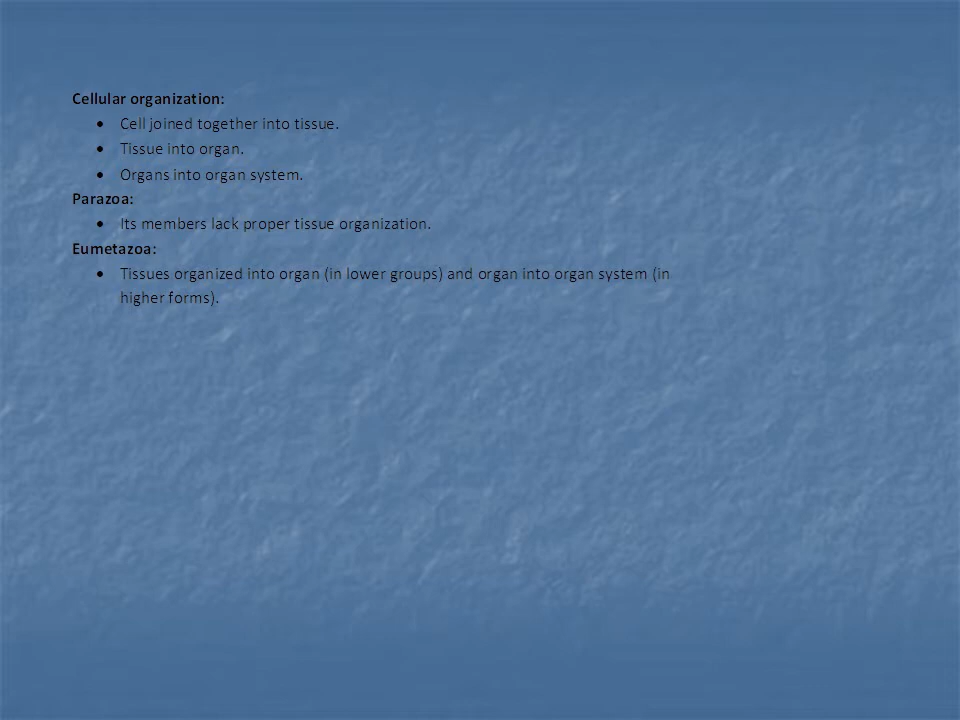 Cellular organization:
• Cell joined together into tissue.
• Tissue into organ.
• Organs into organ system.
Parazoa:
• Its members lack proper tissue organization.
Eumetazoa:
• Tissues organized into organ (in lower groups) and organ into organ system (in
higher forms).